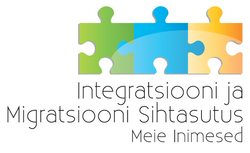 Integratsiooni ja
Migratsiooni Sihtasutus
Meie Inimesed